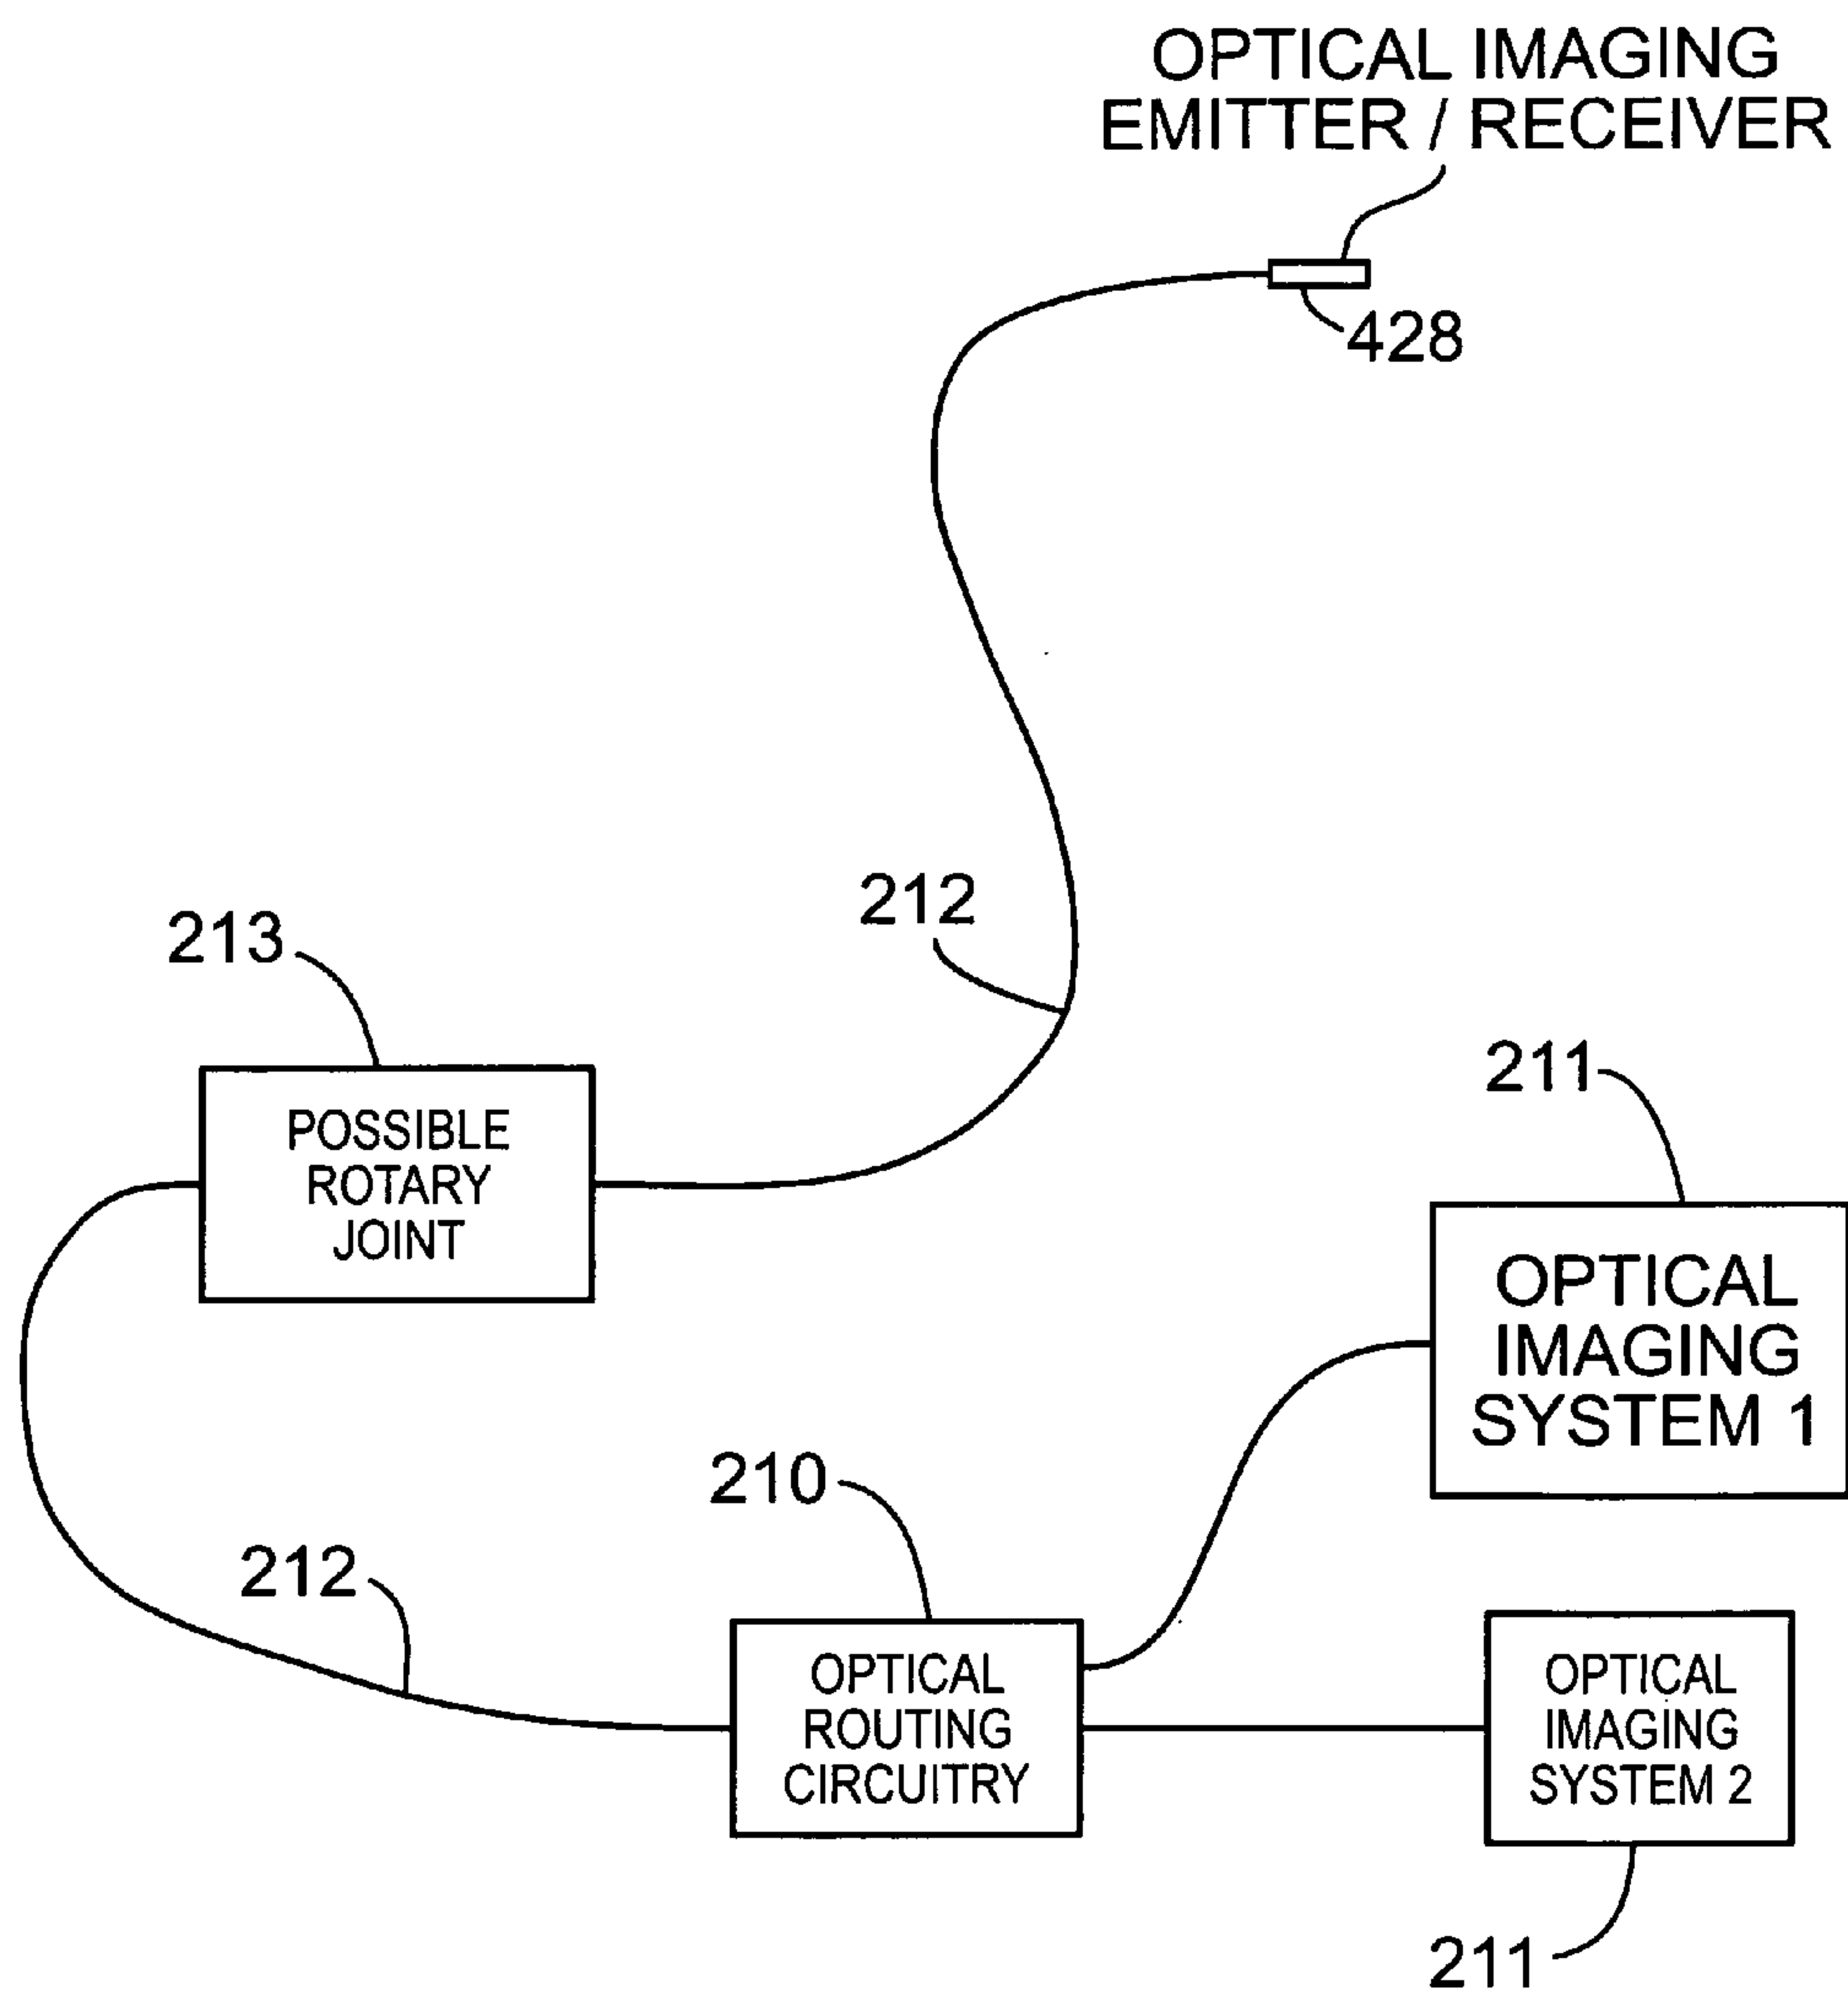 OPTICAL IMAGING
EMITTER / RECEIVER
428
212
213
POSSIBLE
ROTARY
JOINT
211
OPTICAL
IMAGING
SYSTEM 1
210
212
OPTICAL
ROUTING
CIRCUITRY
OPTICAL
IMAGING
SYSTEM 2
211